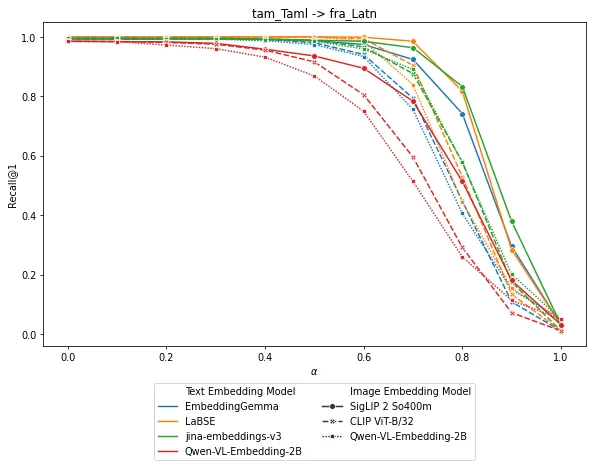 tam_Taml -> fra_Latn
Recall@1
1.0
0.8
0.6
0.4
0.2
0.0
0.0 0.2 0.4 0.6 0.8 1.0
α
Text Embedding Model
EmbeddingGemma
LaBSE
jina-embeddings-v3
Qwen-VL-Embedding-2B
Image Embedding Model
SigLIP 2 So400m
CLIP ViT-B/32
Qwen-VL-Embedding-2B